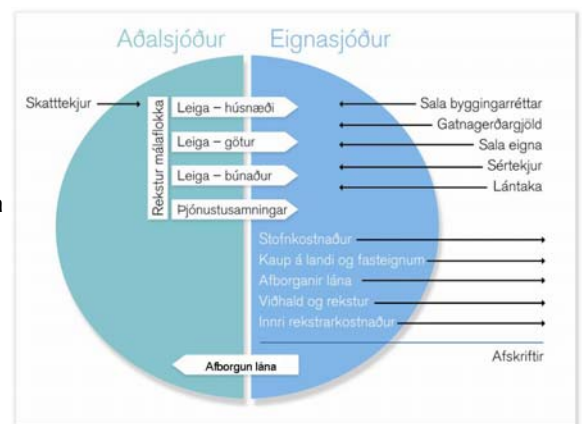 Aðalsjóður
Eignasjóður
Skatttekjur
Rekstur málaflokka
Leiga – húsnæði
Leiga – götur
Leiga – búnaður
Þjónustusamningar
Sala byggingarréttar
Gatnagerðargjöld
Sala eigna
Sértekjur
Lántaka
Stofnkostnaður
Kaup á landi og fasteignum
Afborganir lána
Viðhald og rekstur
Innri rekstrarkostnaður
Afskriftir
Afborgun lána